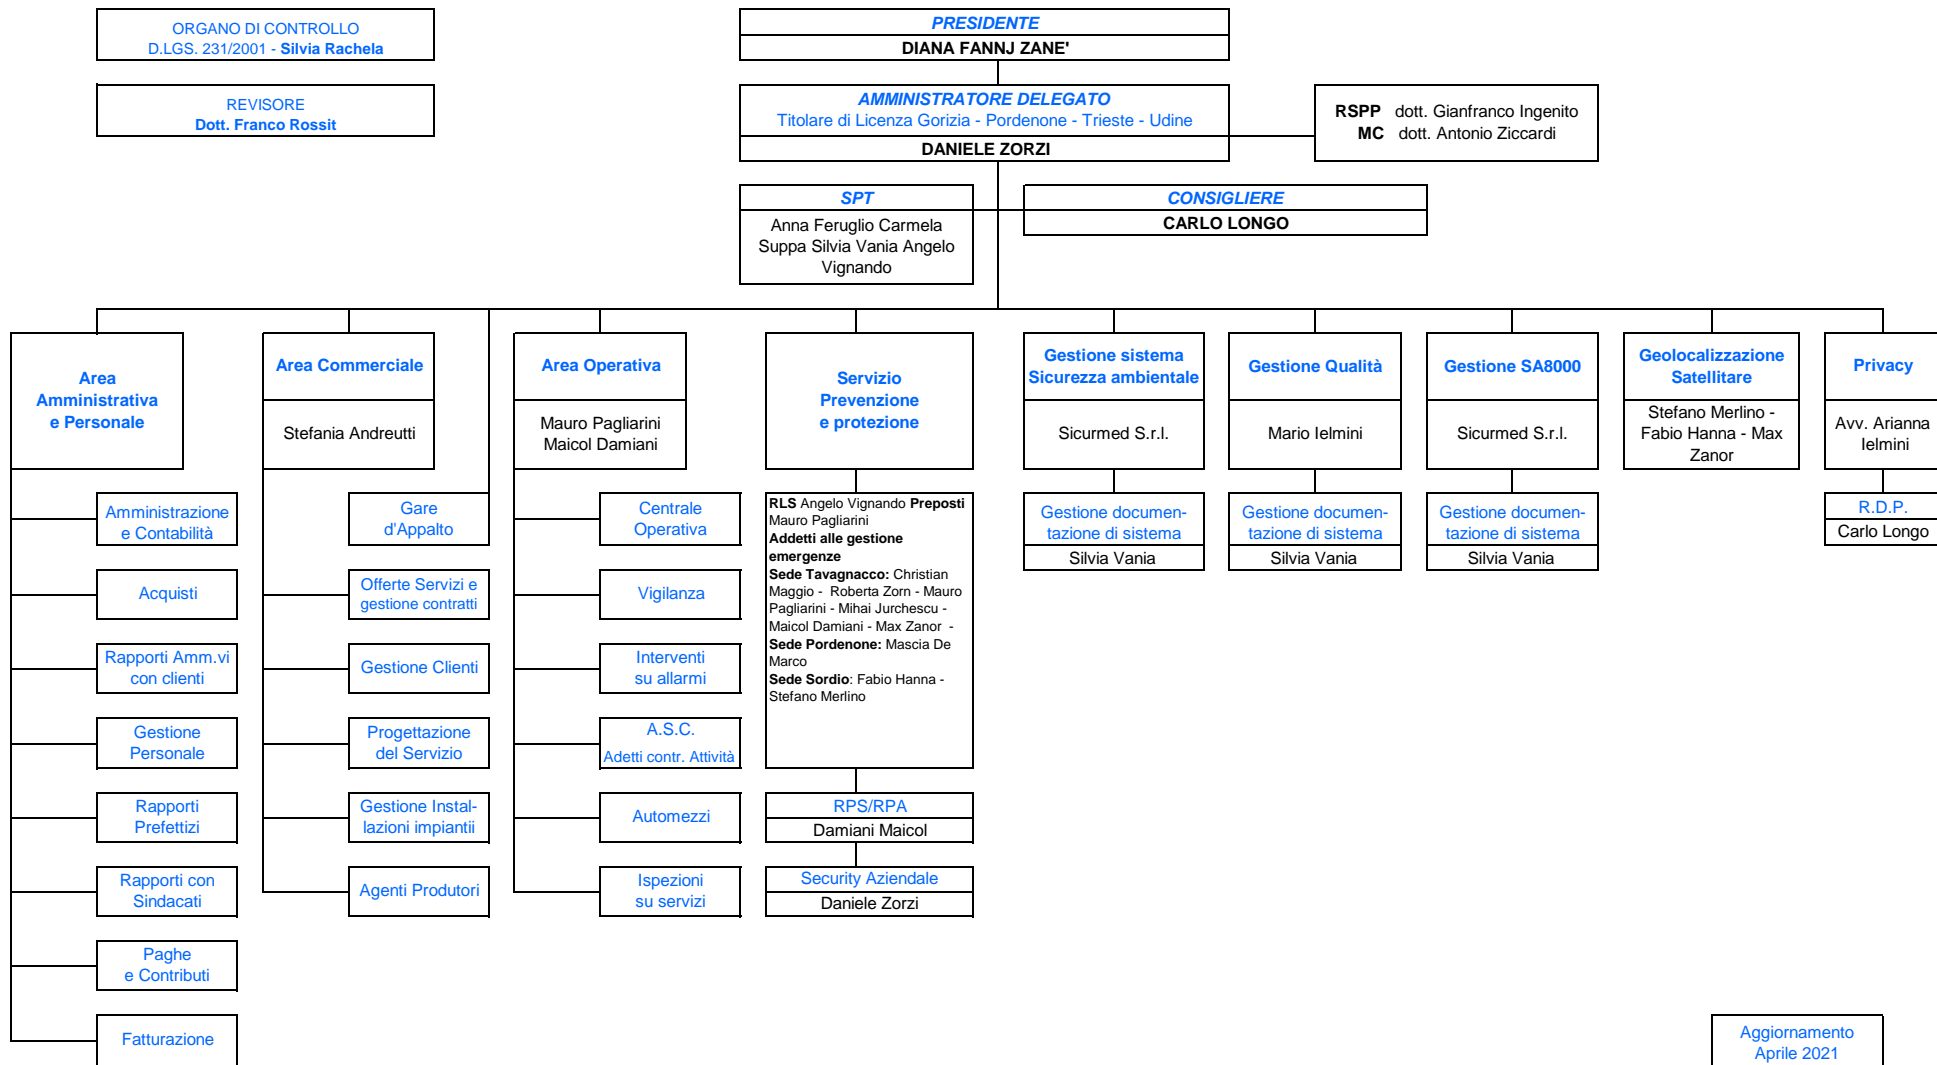 ORGANO DI CONTROLLO
D.LGS. 231/2001 - Silvia Rachela
PRESIDENTE
DIANA FANNJ ZANE'
REVISORE
Dott. Franco Rossit
AMMINISTRATORE DELEGATO
Titolare di Licenza Gorizia - Pordenone - Trieste - Udine
DANIELE ZORZI
RSPP dott. Gianfranco Ingenito
MC dott. Antonio Ziccardi
SPT
Anna Feruglio Carmela
Suppa Silvia Vania Angelo
Vignando
CONSIGLIERE
CARLO LONGO
Area
Amministrativa
e Personale
Area Commerciale
Stefania Andreutti
Area Operativa
Mauro Pagliarini
Maicol Damiani
Servizio
Prevenzione
e protezione
Gestione sistema
Sicurezza ambientale
Sicurmed S.r.l.
Gestione Qualità
Mario Ielmini
Gestione SA8000
Sicurmed S.r.l.
Geolocalizzazione
Satellitare
Stefano Merlino -
Fabio Hanna - Max
Zanor
Privacy
Avv. Arianna
Ielmini
Amministrazione
e Contabilità
Acquisti
Rapporti Amm.vi
con clienti
Gestione
Personale
Rapporti
Prefettizi
Rapporti con
Sindacati
Paghe
e Contributi
Fatturazione
Gare
d'Appalto
Offerte Servizi e
gestione contratti
Gestione Clienti
Progettazione
del Servizio
Gestione Instal-
lazioni impiantii
Agenti Produtori
Centrale
Operativa
Vigilanza
Interventi
su allarmi
A.S.C.
Adetti contr. Attività
Automezzi
Ispezioni
su servizi
RLS Angelo Vignando Preposti
Mauro Pagliarini
Addetti alle gestione
emergenze
Sede Tavagnacco: Christian
Maggio - Roberta Zorn - Mauro
Pagliarini - Mihai Jurchescu -
Maicol Damiani - Max Zanor -
Sede Pordenone: Mascia De
Marco
Sede Sordio: Fabio Hanna -
Stefano Merlino
RPS/RPA
Damiani Maicol
Security Aziendale
Daniele Zorzi
Gestione documen-
tazione di sistema
Silvia Vania
Gestione documen-
tazione di sistema
Silvia Vania
Gestione documen-
tazione di sistema
Silvia Vania
R.D.P.
Carlo Longo
Aggiornamento
Aprile 2021